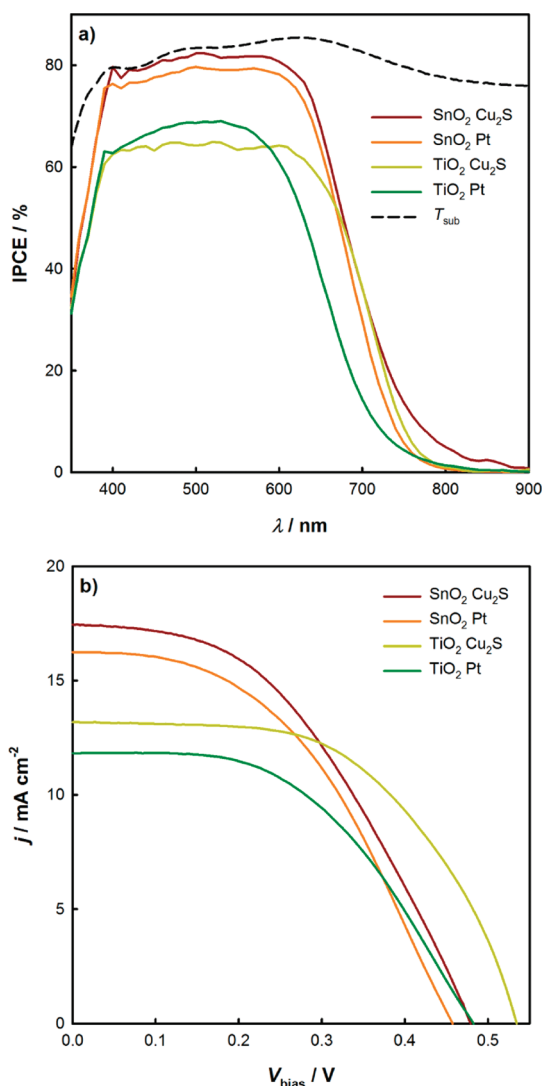 a)
80
60
40
20
0
IPCE / %
SnO₂ Cu₂S
SnO₂ Pt
TiO₂ Cu₂S
TiO₂ Pt
T_sub
400 500 600 700 800 900
λ / nm
b)
20
15
10
5
0
j / mA cm⁻²
SnO₂ Cu₂S
SnO₂ Pt
TiO₂ Cu₂S
TiO₂ Pt
0.0 0.1 0.2 0.3 0.4 0.5
V_bias / V